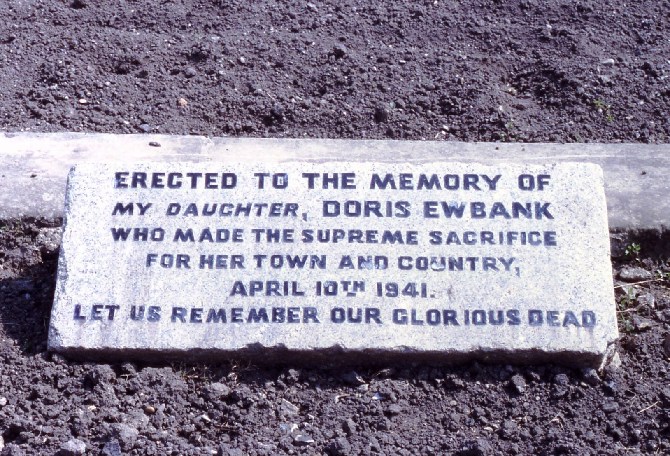 ERECTED TO THE MEMORY OF
MY DAUGHTER, DORIS EWBANK
WHO MADE THE SUPREME SACRIFICE
FOR HER TOWN AND COUNTRY,
APRIL 10TH 1941.
LET US REMEMBER OUR GLORIOUS DEAD